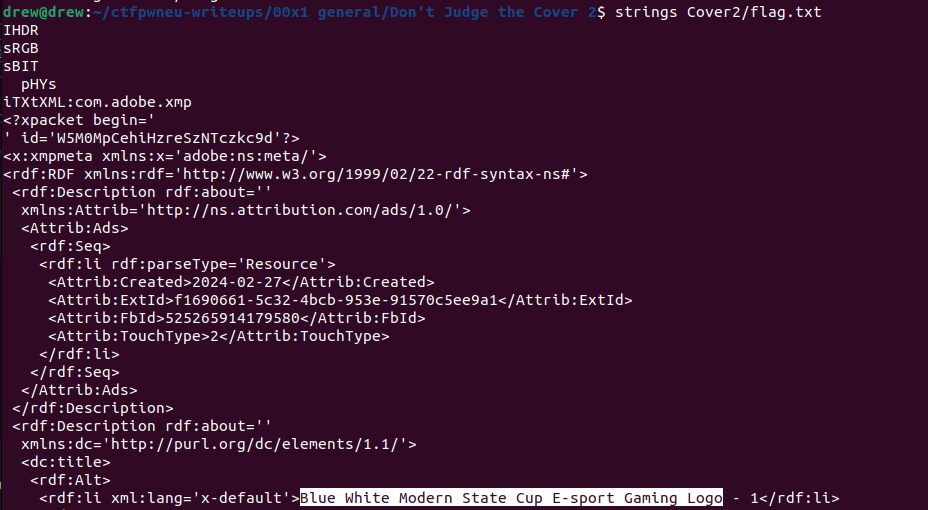 drew@drew:~/ctfpwneu-writeups/00x1 general/Don't Judge the Cover 2$ strings Cover2/flag.txt
IHDR
sRGB
sBIT
  pHYs
iTXtXML:com.adobe.xmp
<?xpacket begin='
' id='W5M0MpCehiHzreSzNTczkc9d'?>
<x:xmpmeta xmlns:x='adobe:ns:meta/'>
<rdf:RDF xmlns:rdf='http://www.w3.org/1999/02/22-rdf-syntax-ns#'>
 <rdf:Description rdf:about=''
  xmlns:Attrib='http://ns.attribution.com/ads/1.0/'>
  <Attrib:Ads>
   <rdf:Seq>
    <rdf:li rdf:parseType='Resource'>
     <Attrib:Created>2024-02-27</Attrib:Created>
     <Attrib:ExtId>f1690661-5c32-4bcb-953e-91570c5ee9a1</Attrib:ExtId>
     <Attrib:FbId>525265914179580</Attrib:FbId>
     <Attrib:TouchType>2</Attrib:TouchType>
    </rdf:li>
   </rdf:Seq>
  </Attrib:Ads>
 </rdf:Description>
 <rdf:Description rdf:about=''
  xmlns:dc='http://purl.org/dc/elements/1.1/'>
  <dc:title>
   <rdf:Alt>
    <rdf:li xml:lang='x-default'>Blue White Modern State Cup E-sport Gaming Logo - 1</rdf:li>